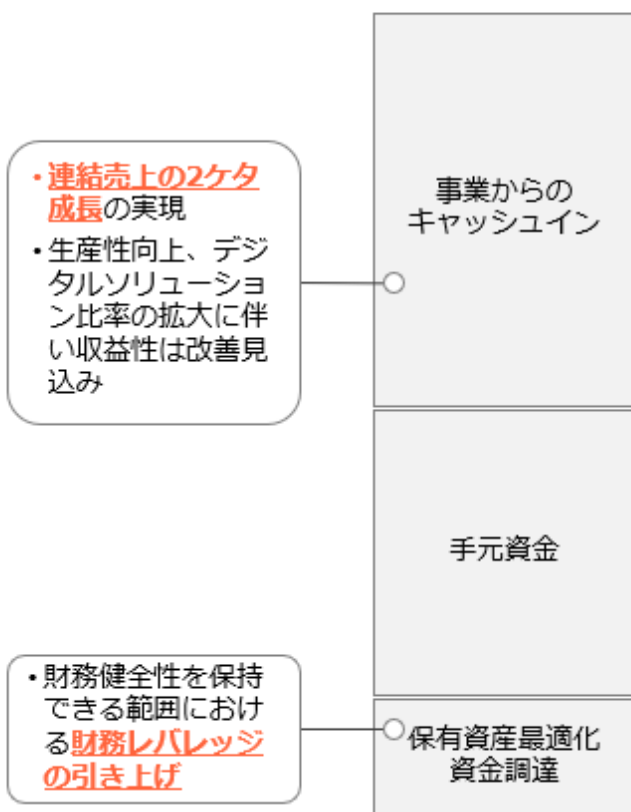 ・連結売上の2ケタ
成長の実現
・生産性向上、デジ
タルソリューショ
ン比率の拡大に伴
い収益性は改善見
込み
事業からの
キャッシュイン
手元資金
・財務健全性を保持
できる範囲におけ
る財務レバレッジ
の引き上げ
保有資産最適化
資金調達